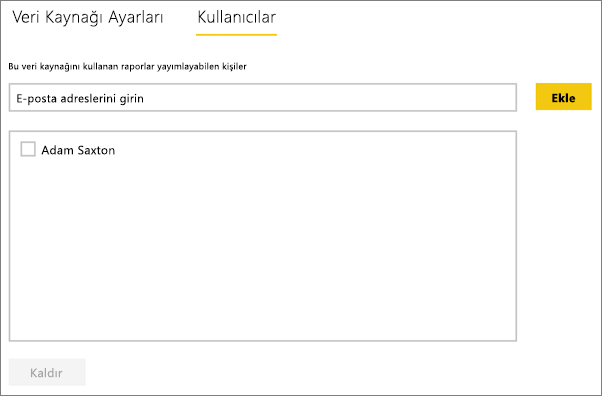 Veri Kaynağı Ayarları Kullanıcılar
Bu veri kaynağını kullanan raporlar yayımlayabilen kişiler
E-posta adreslerini girin Ekle
Adam Saxton
Kaldır